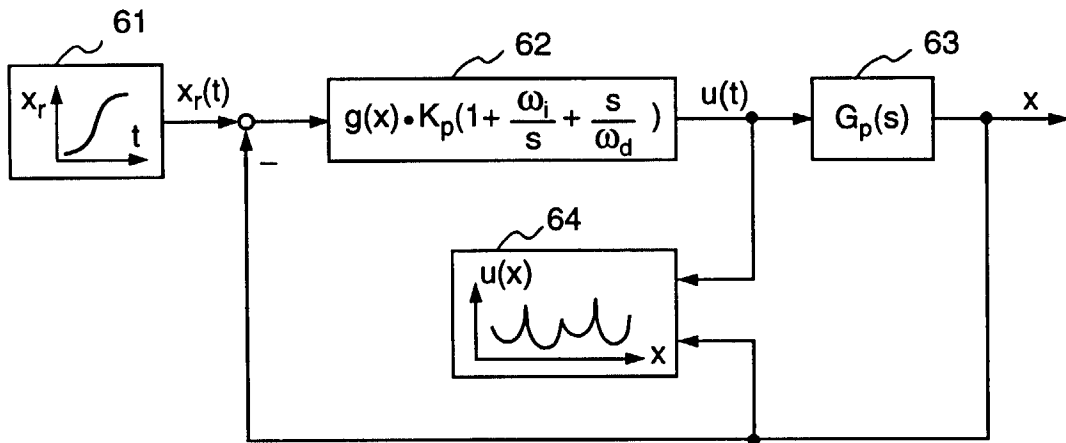 61
62
63
x_r
t
x_r(t)
g(x)•K_p(1+ ω_i/s + s/ω_d )
u(t)
G_p(s)
x
−
64
u(x)
x